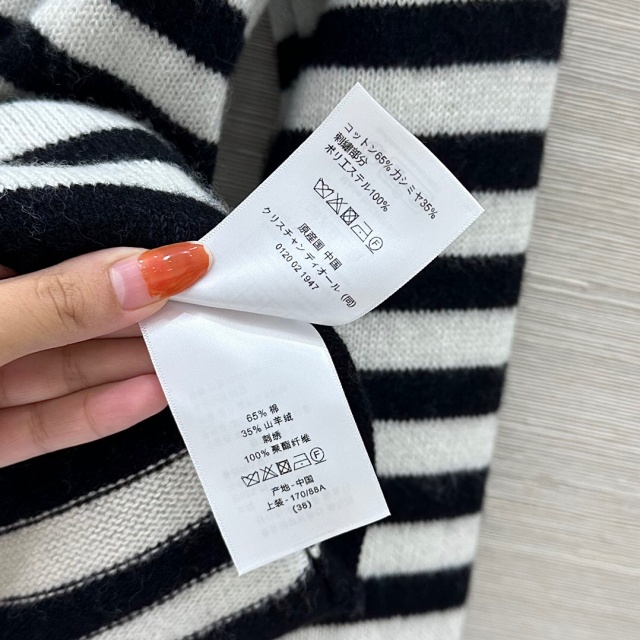 コットン65%カシミヤ35%
刺繍部分
ポリエステル100%
原産国 中国
クリスチャン ディオール (同)
0120 02 1947
65% 棉
35% 山羊绒
刺绣
100% 聚酯纤维
产地-中国
上装-170/88A
(38)